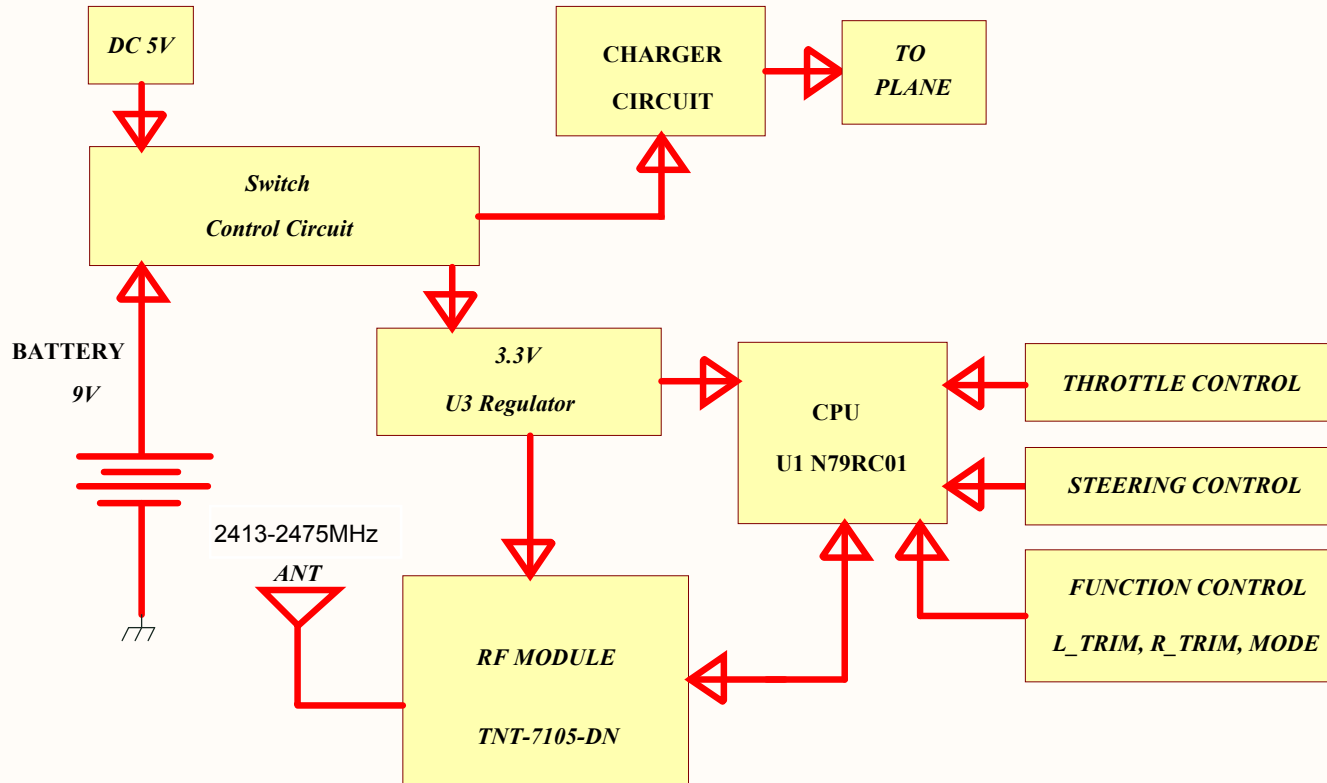 DC 5V
CHARGER
CIRCUIT
TO
PLANE
Switch
Control Circuit
BATTERY
9V
3.3V
U3 Regulator
CPU
U1 N79RC01
THROTTLE CONTROL
STEERING CONTROL
FUNCTION CONTROL
L_TRIM, R_TRIM, MODE
2413-2475MHz
ANT
RF MODULE
TNT-7105-DN